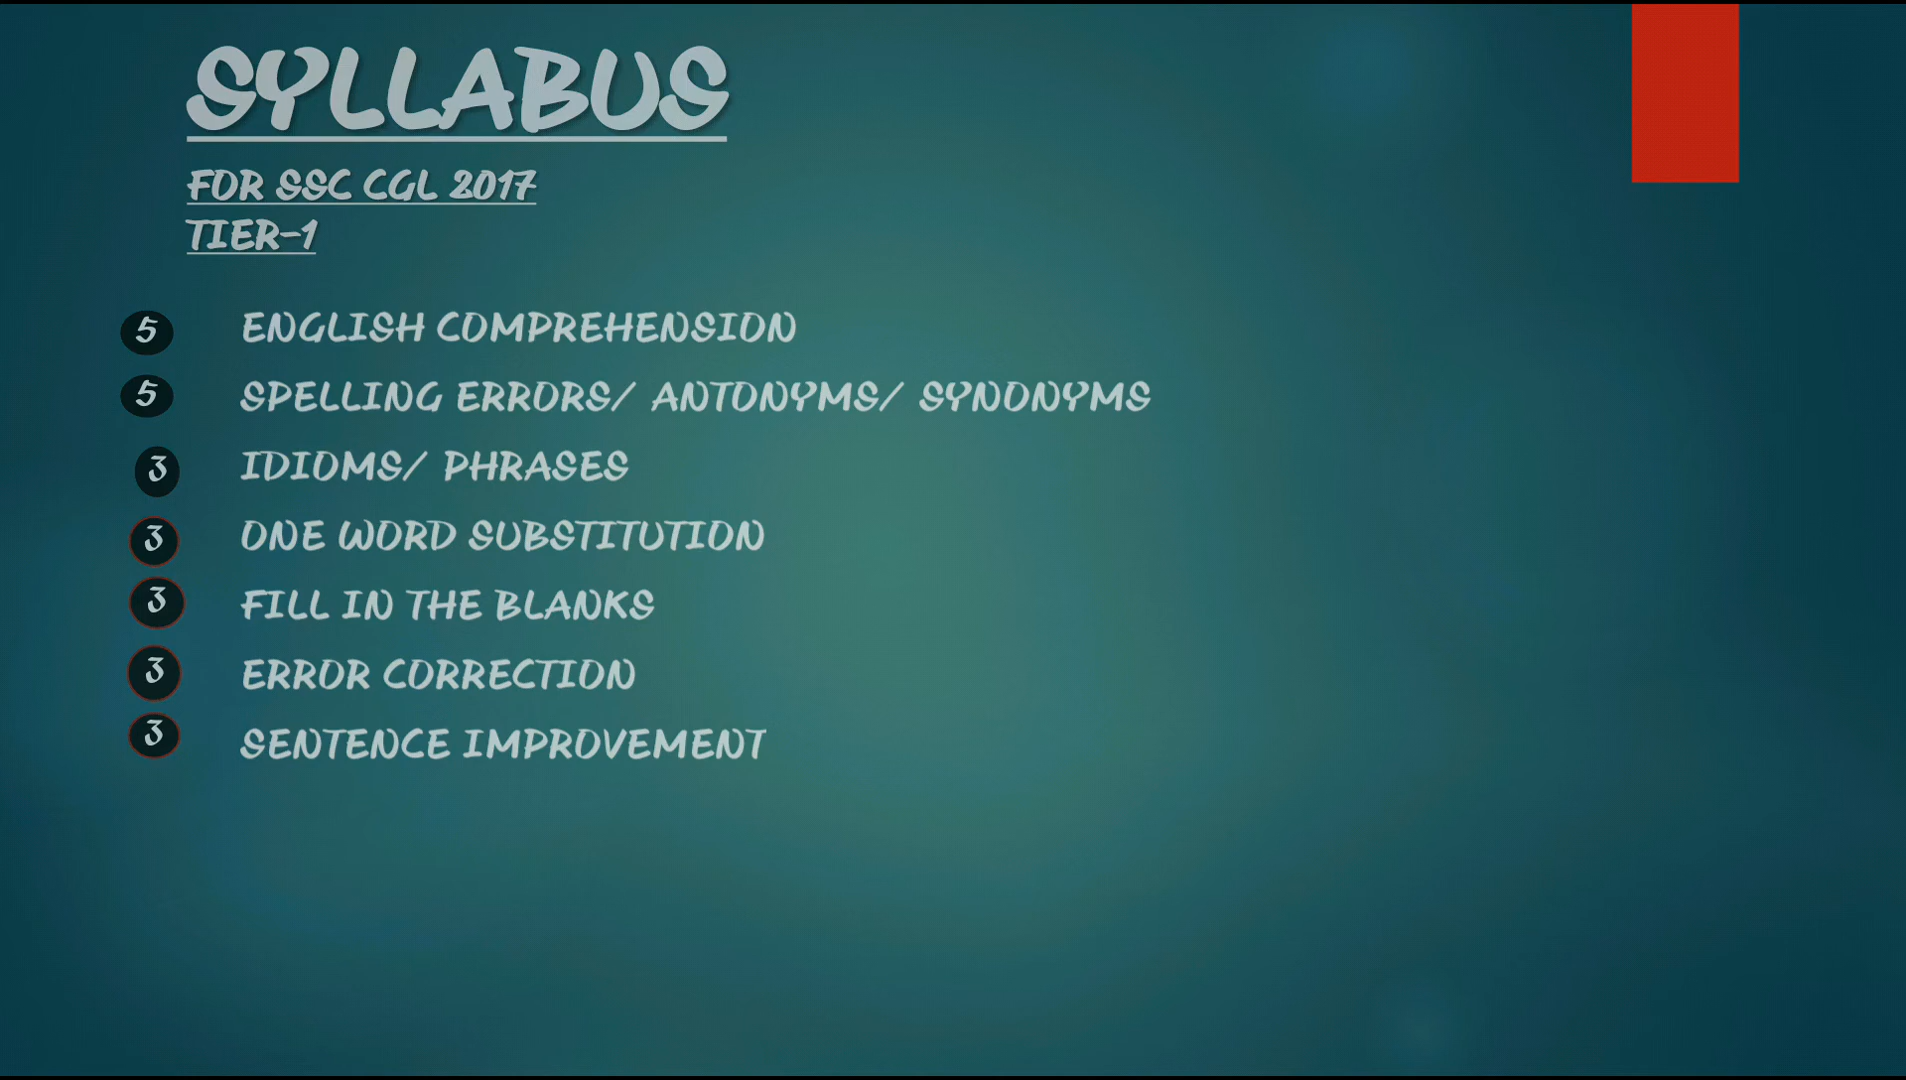 SYLLABUS
FOR SSC CGL 2017
TIER-1
5 ENGLISH COMPREHENSION
5 SPELLING ERRORS/ ANTONYMS/ SYNONYMS
3 IDIOMS/ PHRASES
3 ONE WORD SUBSTITUTION
3 FILL IN THE BLANKS
3 ERROR CORRECTION
3 SENTENCE IMPROVEMENT